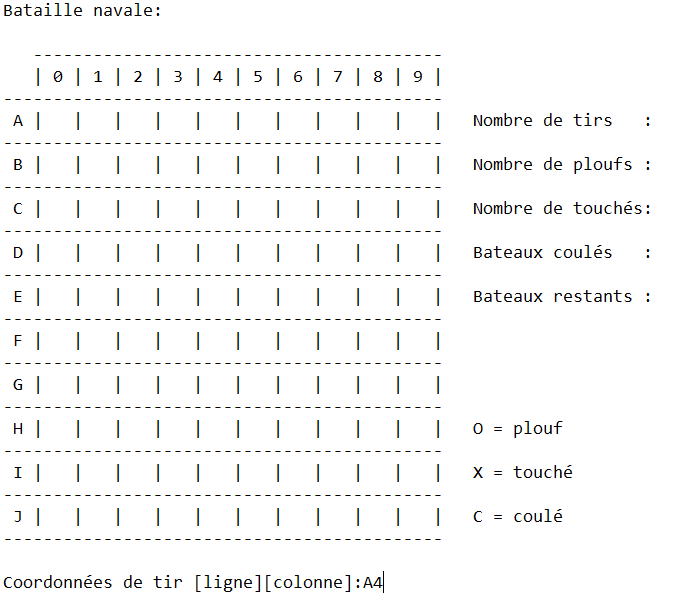 Bataille navale:
   -----------------------------------------
   | 0 | 1 | 2 | 3 | 4 | 5 | 6 | 7 | 8 | 9 |
--------------------------------------------
 A |   |   |   |   |   |   |   |   |   |   |   Nombre de tirs   :
--------------------------------------------
 B |   |   |   |   |   |   |   |   |   |   |   Nombre de ploufs :
--------------------------------------------
 C |   |   |   |   |   |   |   |   |   |   |   Nombre de touchés:
--------------------------------------------
 D |   |   |   |   |   |   |   |   |   |   |   Bateaux coulés   :
--------------------------------------------
 E |   |   |   |   |   |   |   |   |   |   |   Bateaux restants :
--------------------------------------------
 F |   |   |   |   |   |   |   |   |   |   |
--------------------------------------------
 G |   |   |   |   |   |   |   |   |   |   |
--------------------------------------------
 H |   |   |   |   |   |   |   |   |   |   |   O = plouf
--------------------------------------------
 I |   |   |   |   |   |   |   |   |   |   |   X = touché
--------------------------------------------
 J |   |   |   |   |   |   |   |   |   |   |   C = coulé
--------------------------------------------
Coordonnées de tir [ligne][colonne]:A4